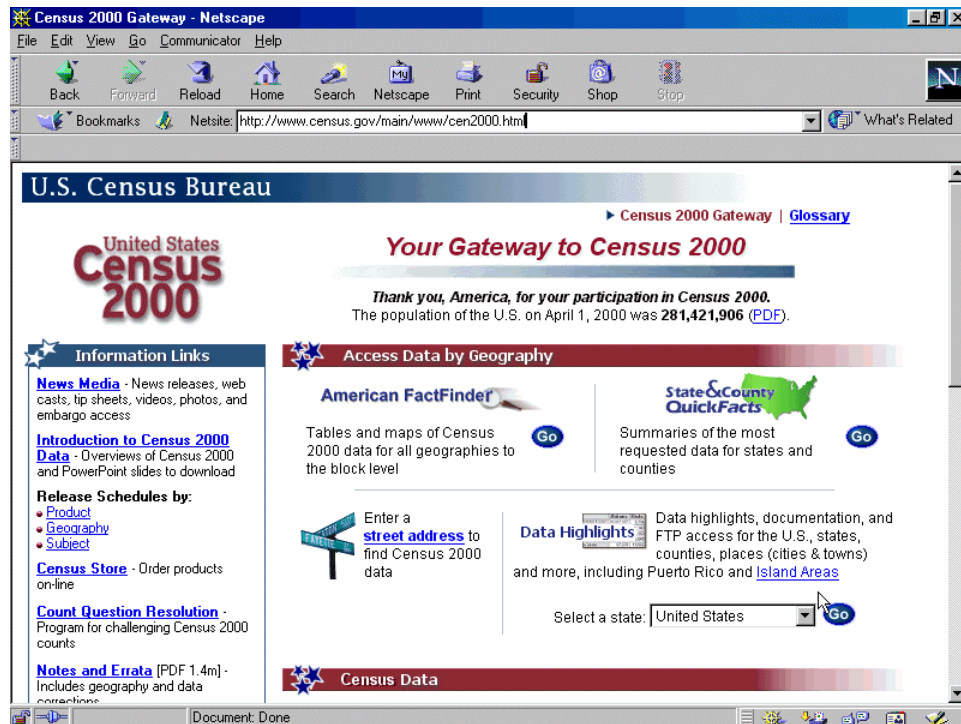 Census 2000 Gateway - Netscape
File Edit View Go Communicator Help
Back Forward Reload Home Search Netscape Print Security Shop Stop
My
N
Bookmarks Netsite: http://www.census.gov/main/www/cen2000.html What's Related
U.S. Census Bureau
Census 2000 Gateway | Glossary
United States
Census
2000
Your Gateway to Census 2000
Thank you, America, for your participation in Census 2000.
The population of the U.S. on April 1, 2000 was 281,421,906 (PDF).
Information Links
News Media - News releases, web
casts, tip sheets, videos, photos, and
embargo access
Introduction to Census 2000
Data - Overviews of Census 2000
and PowerPoint slides to download
Release Schedules by:
Product
Geography
Subject
Census Store - Order products
on-line
Count Question Resolution -
Program for challenging Census 2000
counts
Notes and Errata [PDF 1.4m] -
Includes geography and data
corrections
Access Data by Geography
American FactFinder
Tables and maps of Census
2000 data for all geographies to
the block level
Go
State & County
QuickFacts
Summaries of the most
requested data for states and
counties
Go
FAYETTE
Enter a
street address to
find Census 2000
data
Data Highlights
Data highlights, documentation, and
FTP access for the U.S., states,
counties, places (cities & towns)
and more, including Puerto Rico and Island Areas
Select a state: United States Go
Census Data
Document: Done